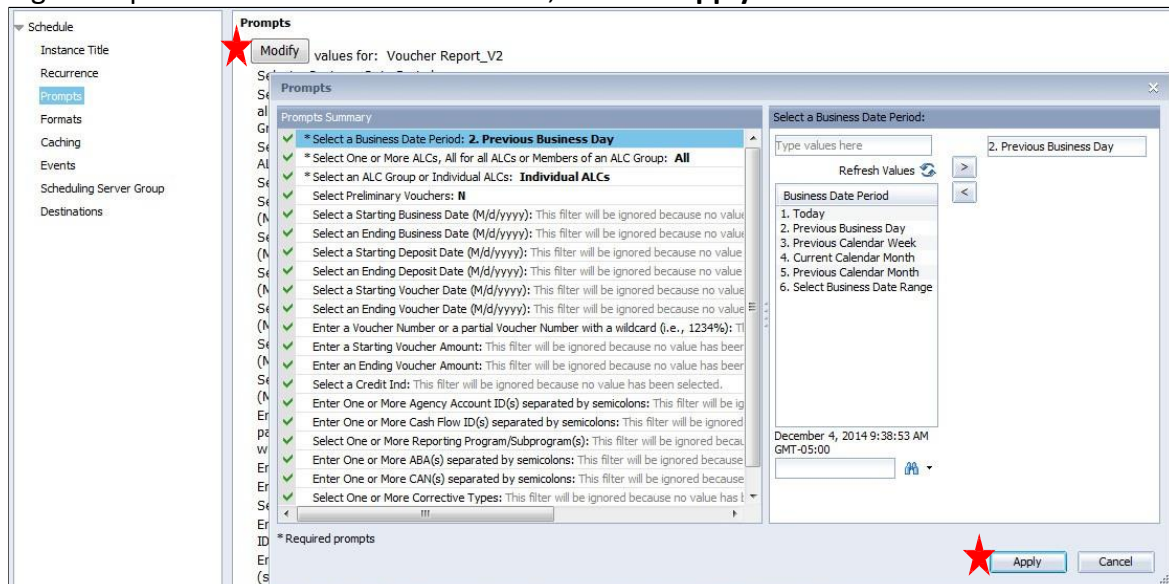 Schedule
Instance Title
Recurrence
Prompts
Formats
Caching
Events
Scheduling Server Group
Destinations
Prompts
Modify values for: Voucher Report_V2
Prompts
Prompts Summary
* Select a Business Date Period: 2. Previous Business Day
* Select One or More ALCs, All for all ALCs or Members of an ALC Group: All
* Select an ALC Group or Individual ALCs: Individual ALCs
Select Preliminary Vouchers: N
Select a Starting Business Date (M/d/yyyy): This filter will be ignored because no value
Select an Ending Business Date (M/d/yyyy): This filter will be ignored because no value
Select a Starting Deposit Date (M/d/yyyy): This filter will be ignored because no value
Select an Ending Deposit Date (M/d/yyyy): This filter will be ignored because no value
Select a Starting Voucher Date (M/d/yyyy): This filter will be ignored because no value
Select an Ending Voucher Date (M/d/yyyy): This filter will be ignored because no value
Enter a Voucher Number or a partial Voucher Number with a wildcard (i.e., 1234%):
Enter a Starting Voucher Amount: This filter will be ignored because no value has been
Enter an Ending Voucher Amount: This filter will be ignored because no value has been
Select a Credit Ind: This filter will be ignored because no value has been selected.
Enter One or More Agency Account ID(s) separated by semicolons: This filter will be ig
Enter One or More Cash Flow ID(s) separated by semicolons: This filter will be ignored
Select One or More Reporting Program/Subprogram(s): This filter will be ignored becau
Enter One or More ABA(s) separated by semicolons: This filter will be ignored because
Enter One or More CAN(s) separated by semicolons: This filter will be ignored because
Select One or More Corrective Types: This filter will be ignored because no value has
* Required prompts
Select a Business Date Period:
Type values here
Refresh Values
>
<
2. Previous Business Day
Business Date Period
1. Today
2. Previous Business Day
3. Previous Calendar Week
4. Current Calendar Month
5. Previous Calendar Month
6. Select Business Date Range
December 4, 2014 9:38:53 AM
GMT-05:00
Apply Cancel